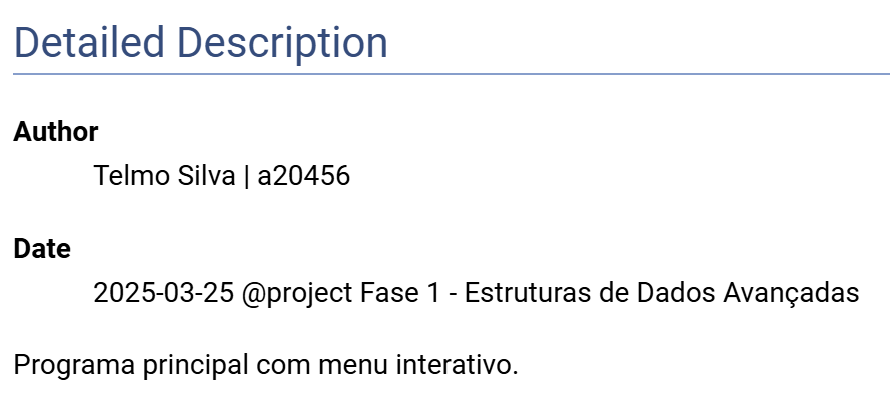 Detailed Description
Author
Telmo Silva | a20456
Date
2025-03-25 @project Fase 1 - Estruturas de Dados Avançadas
Programa principal com menu interativo.